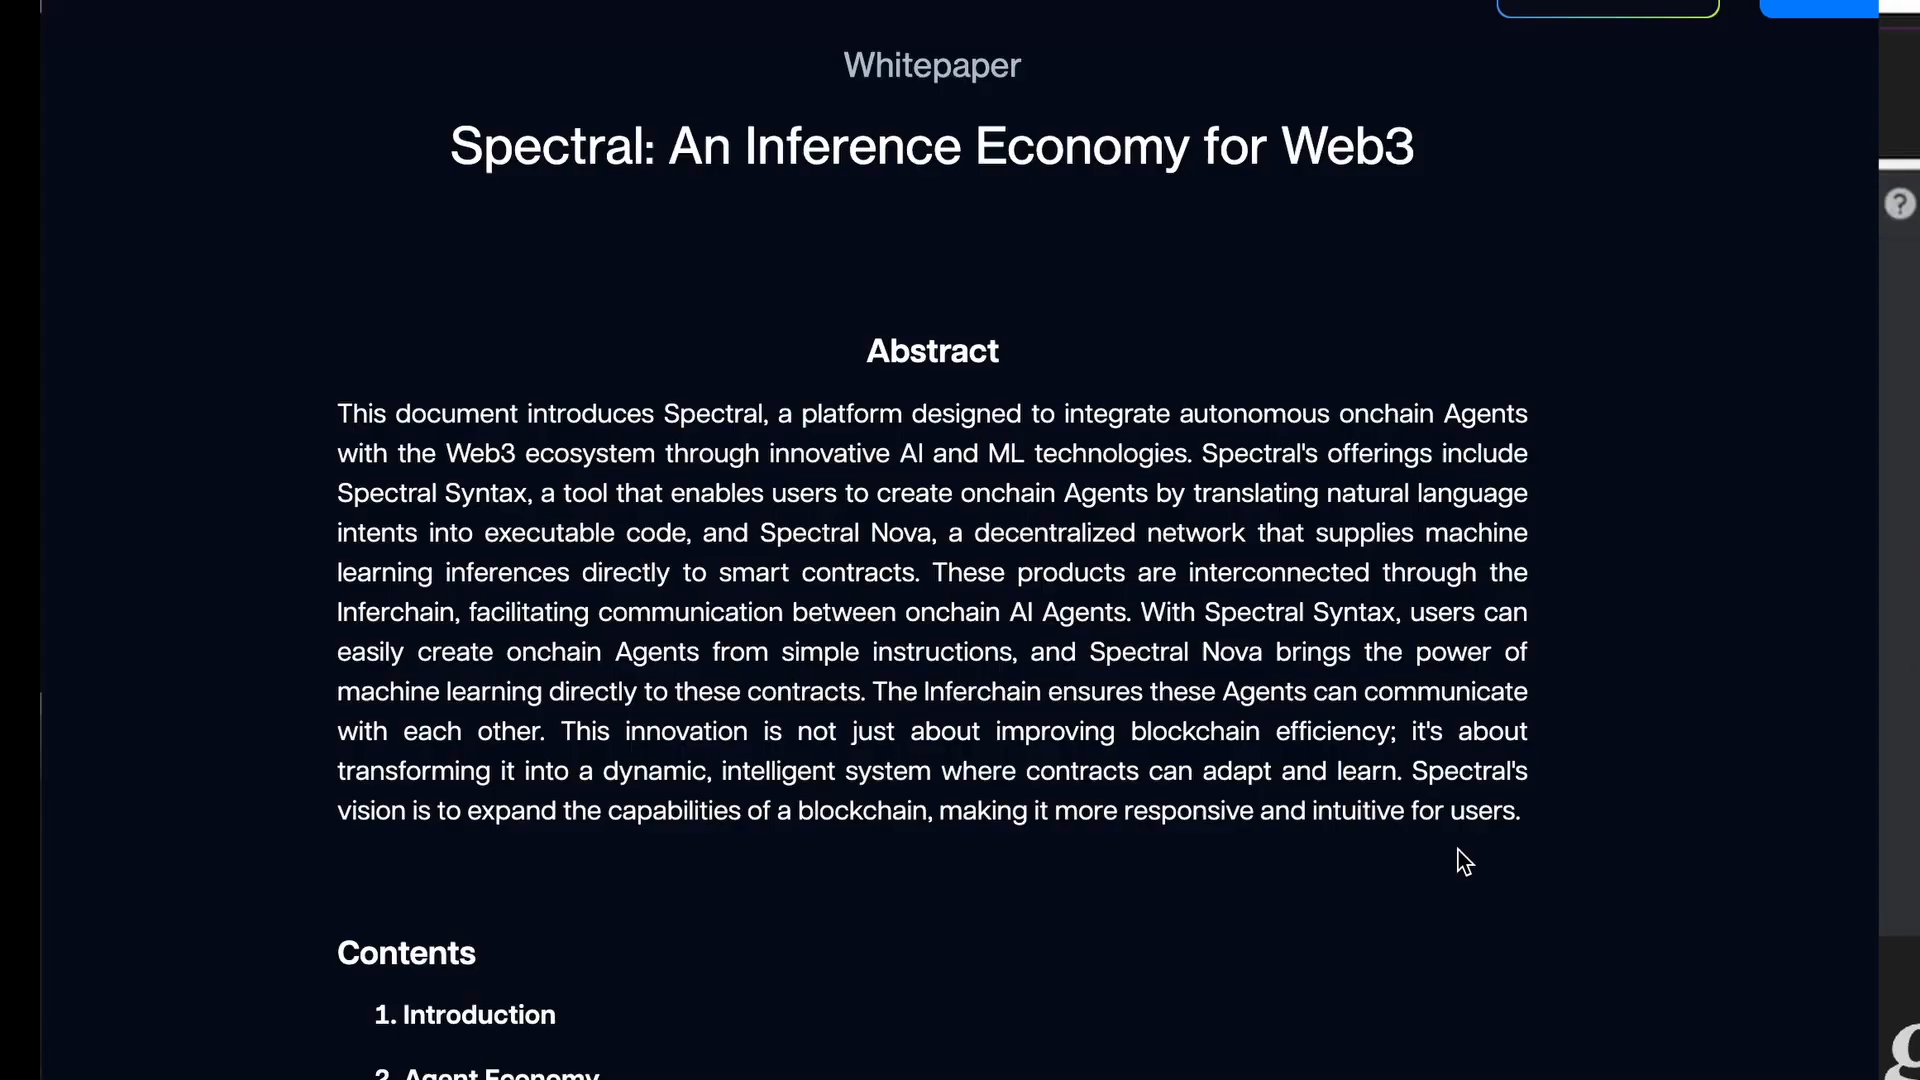 Whitepaper
Spectral: An Inference Economy for Web3
Abstract
This document introduces Spectral, a platform designed to integrate autonomous onchain Agents
with the Web3 ecosystem through innovative AI and ML technologies. Spectral's offerings include
Spectral Syntax, a tool that enables users to create onchain Agents by translating natural language
intents into executable code, and Spectral Nova, a decentralized network that supplies machine
learning inferences directly to smart contracts. These products are interconnected through the
Inferchain, facilitating communication between onchain AI Agents. With Spectral Syntax, users can
easily create onchain Agents from simple instructions, and Spectral Nova brings the power of
machine learning directly to these contracts. The Inferchain ensures these Agents can communicate
with each other. This innovation is not just about improving blockchain efficiency; it's about
transforming it into a dynamic, intelligent system where contracts can adapt and learn. Spectral's
vision is to expand the capabilities of a blockchain, making it more responsive and intuitive for users.
Contents
1. Introduction
2. Agent Economy
?